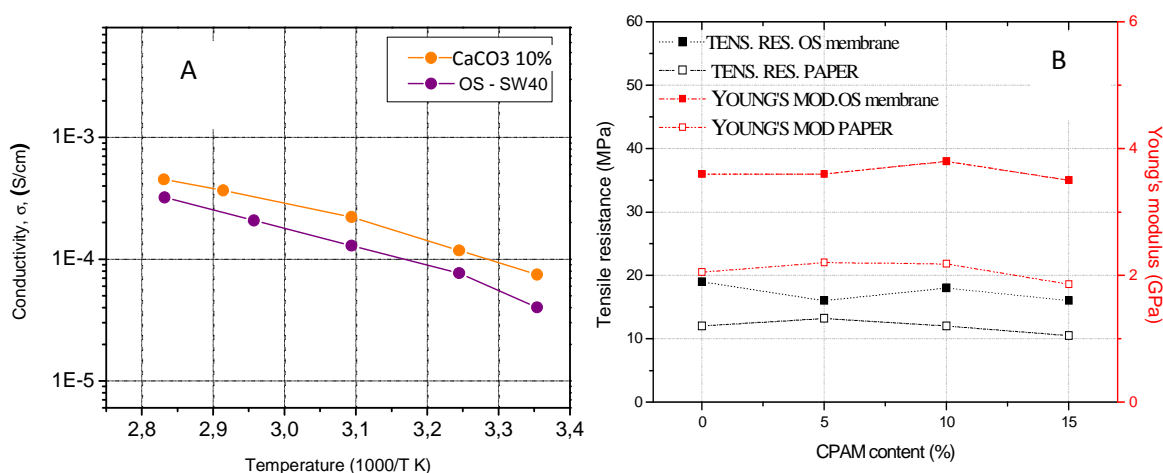 A
CaCO3 10%
OS - SW40
1E-3
1E-4
1E-5
Conductivity, σ, (S/cm)
2,8 2,9 3,0 3,1 3,2 3,3 3,4
Temperature (1000/T K)
B
TENS. RES. OS membrane
TENS. RES. PAPER
YOUNG'S MOD.OS membrane
YOUNG'S MOD PAPER
60
50
40
30
20
10
0
Tensile resistance (MPa)
6
4
2
0
Young's modulus (GPa)
0 5 10 15
CPAM content (%)